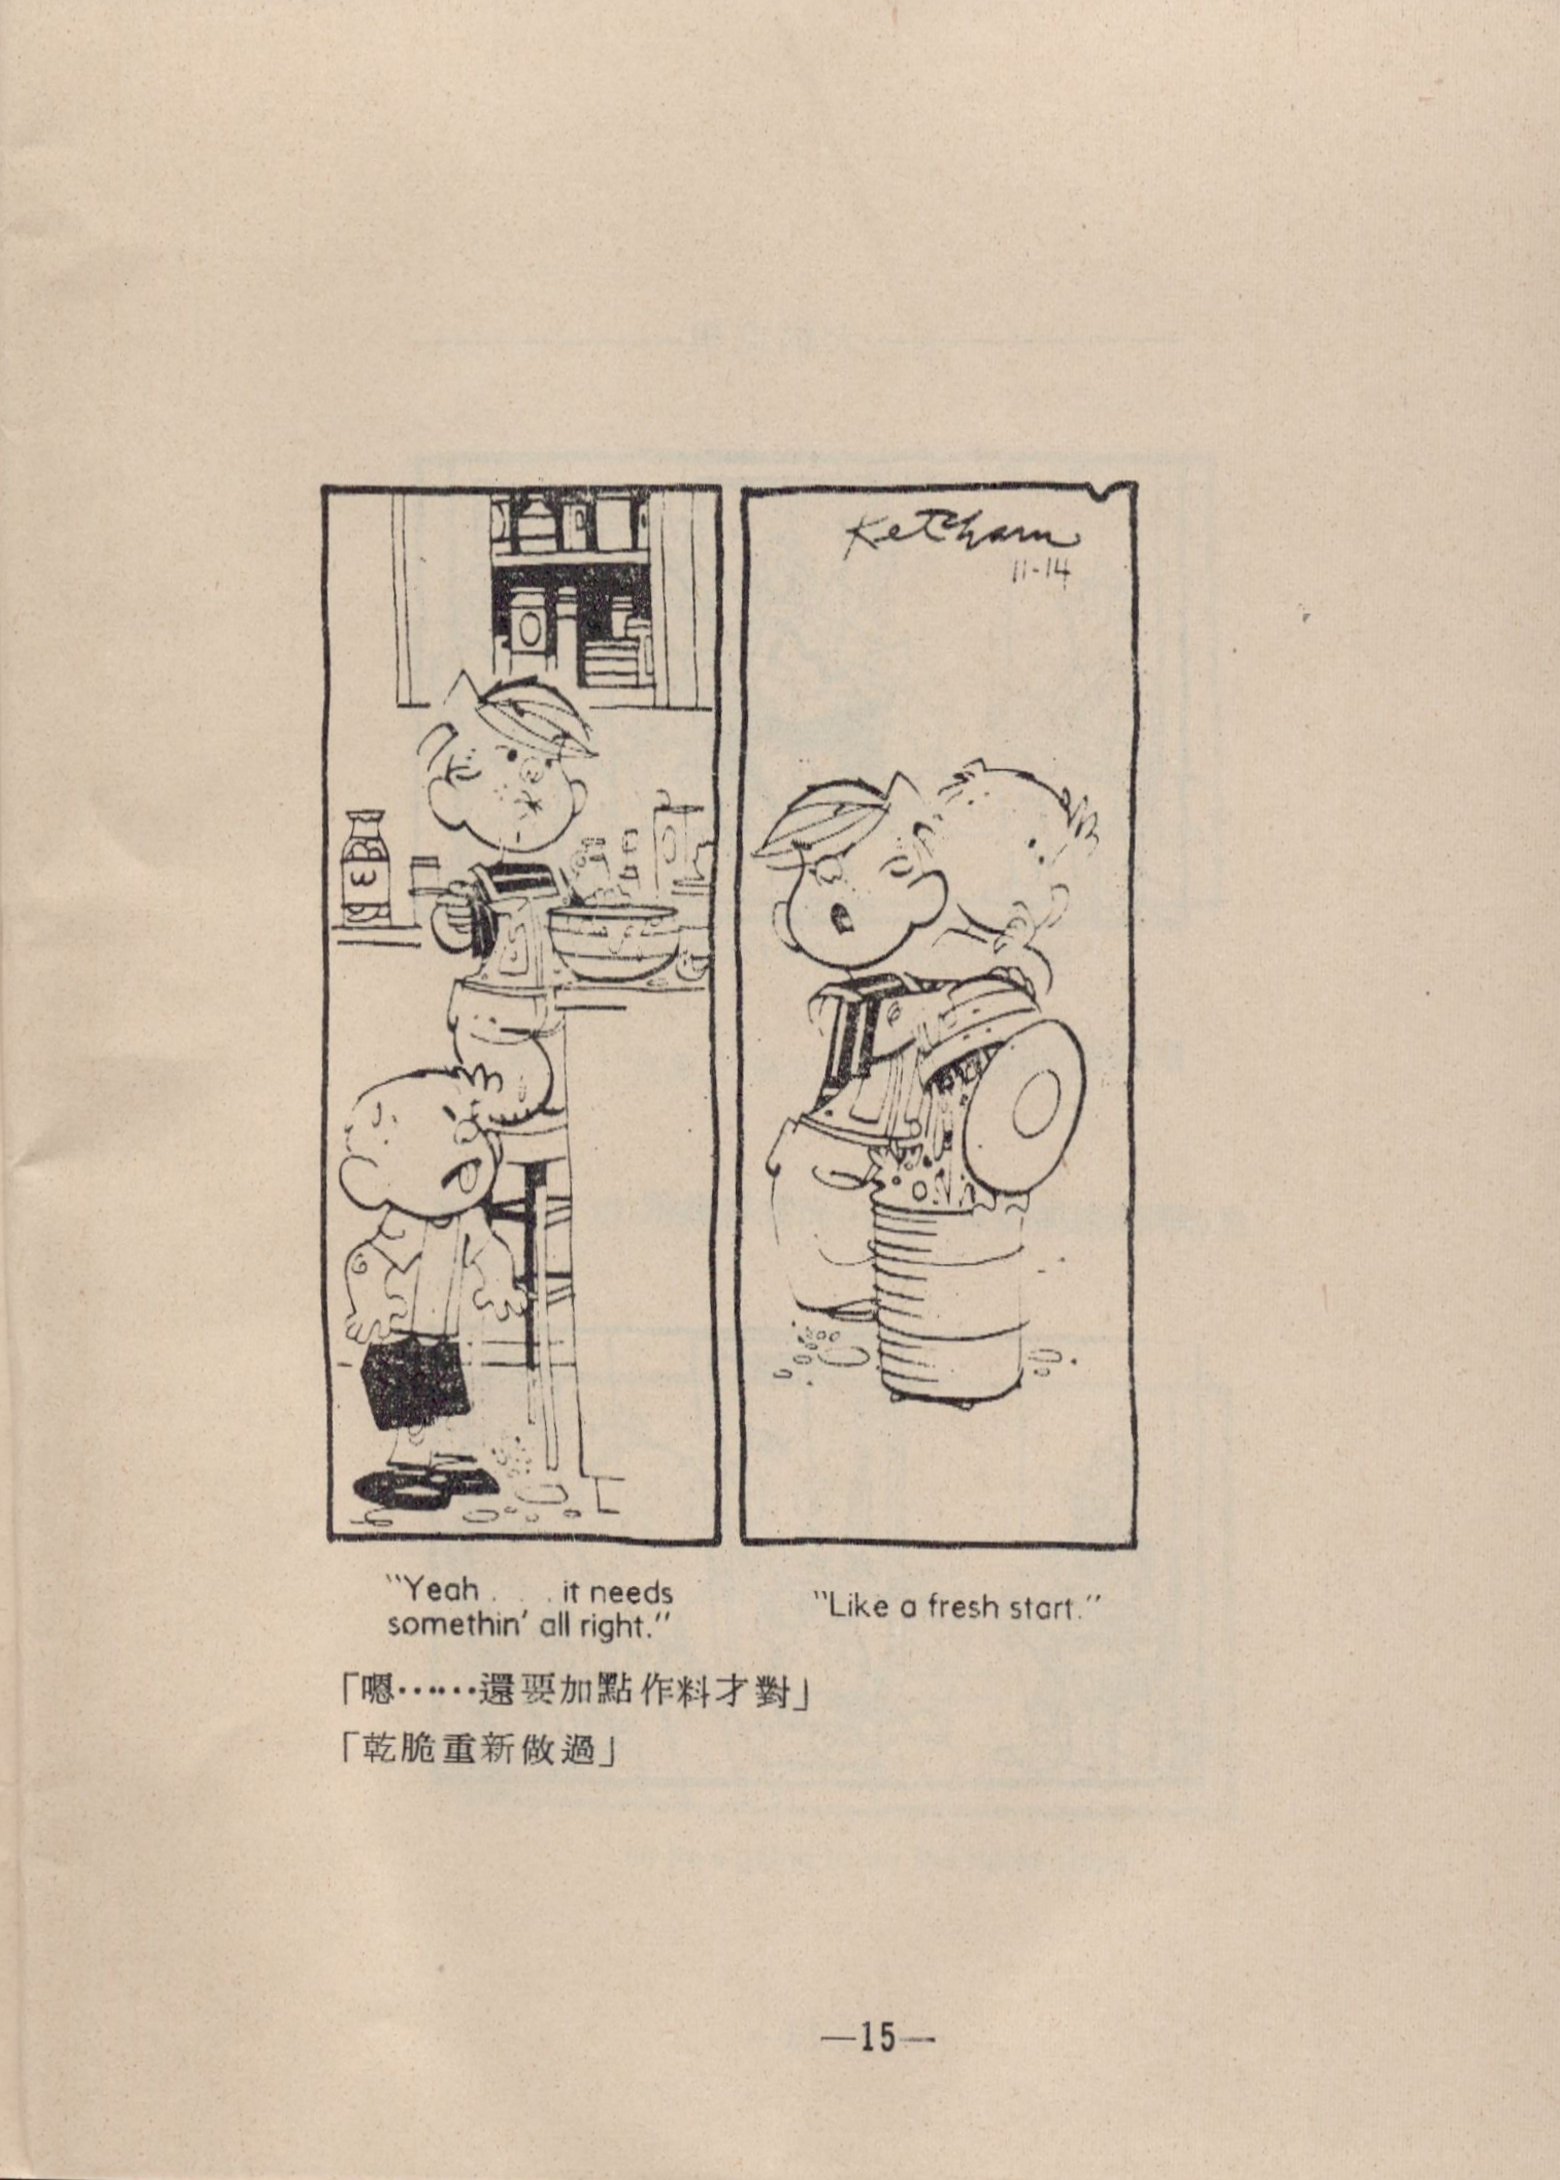 Ketcham
11-14
"Yeah . . . it needs
somethin' all right."
"Like a fresh start."
「嗯……還要加點作料才對」
「乾脆重新做過」
—15—